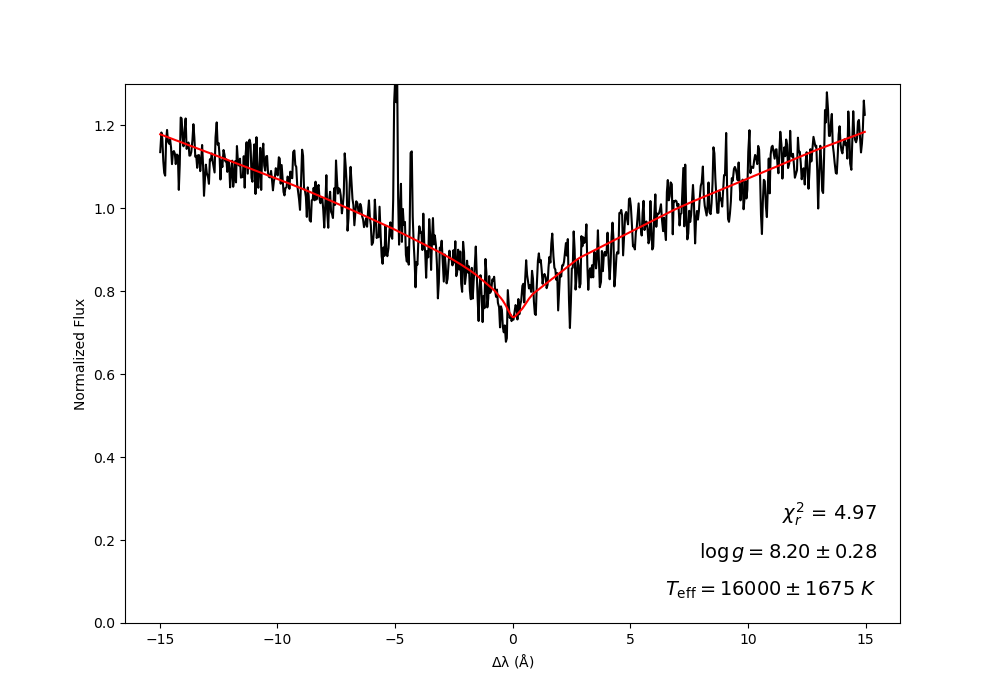 1.2
1.0
0.8
0.6
0.4
0.2
0.0
Normalized Flux
χ²ᵣ = 4.97
log g = 8.20 ± 0.28
T_eff = 16000 ± 1675 K
−15 −10 −5 0 5 10 15
Δλ (Å)